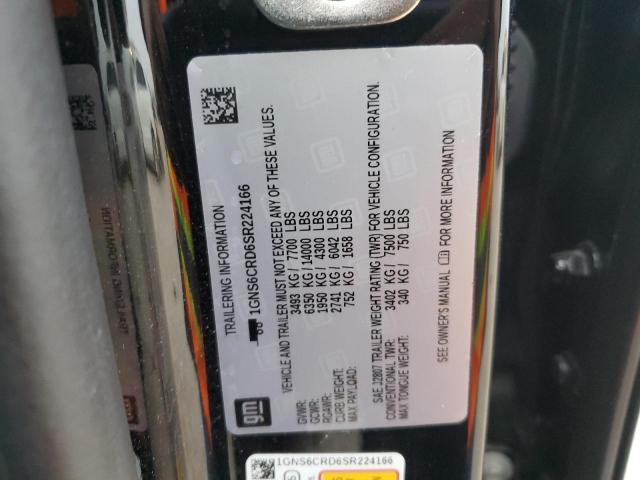 TRAILERING INFORMATION
1GNS6CRD6SR224166
VEHICLE AND TRAILER MUST NOT EXCEED ANY OF THESE VALUES.
GVWR: 3493 KG / 7700 LBS
GCWR: 6350 KG / 14000 LBS
RGAWR: 1950 KG / 4300 LBS
CURB WEIGHT: 2741 KG / 6042 LBS
MAX PAYLOAD: 752 KG / 1658 LBS
SAE J2807 TRAILER WEIGHT RATING (TWR) FOR VEHICLE CONFIGURATION.
CONVENTIONAL TWR: 3402 KG / 7500 LBS
MAX TONGUE WEIGHT: 340 KG / 750 LBS
SEE OWNER'S MANUAL FOR MORE INFORMATION
gm
1GNS6CRD6SR224166